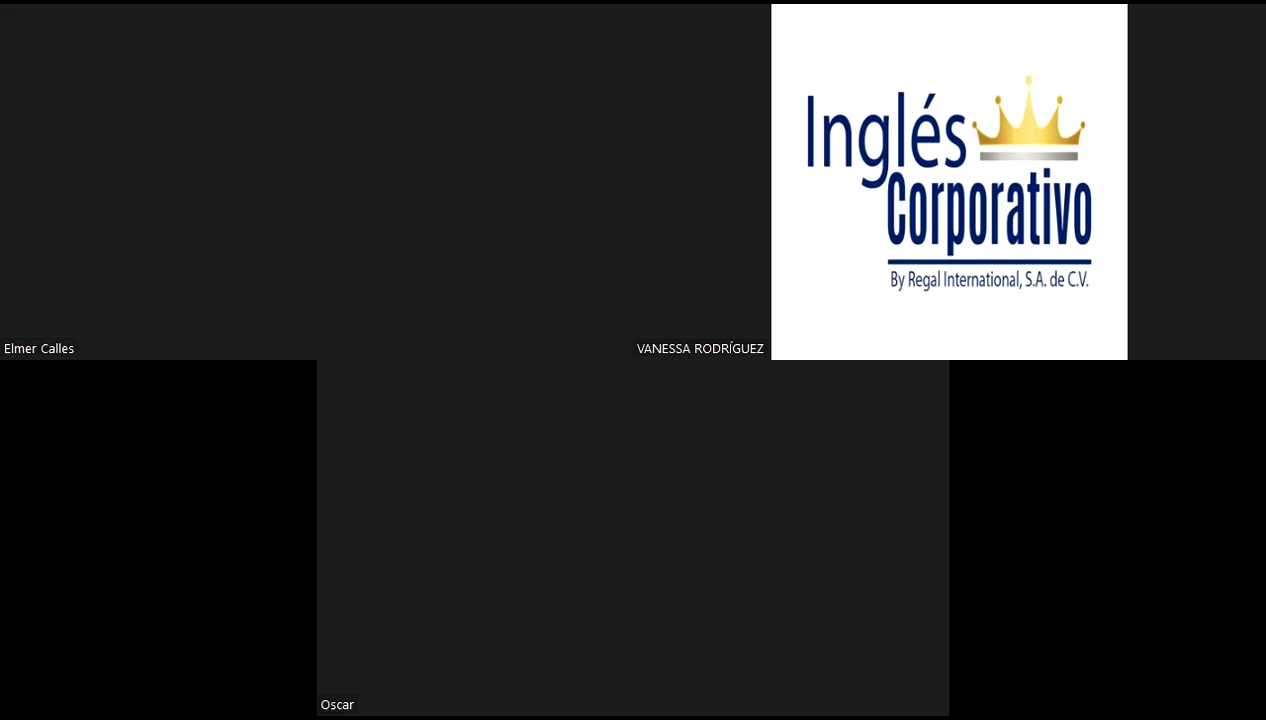 Inglés
Corporativo
By Regal International, S.A. de C.V.
Elmer Calles
VANESSA RODRÍGUEZ
Oscar